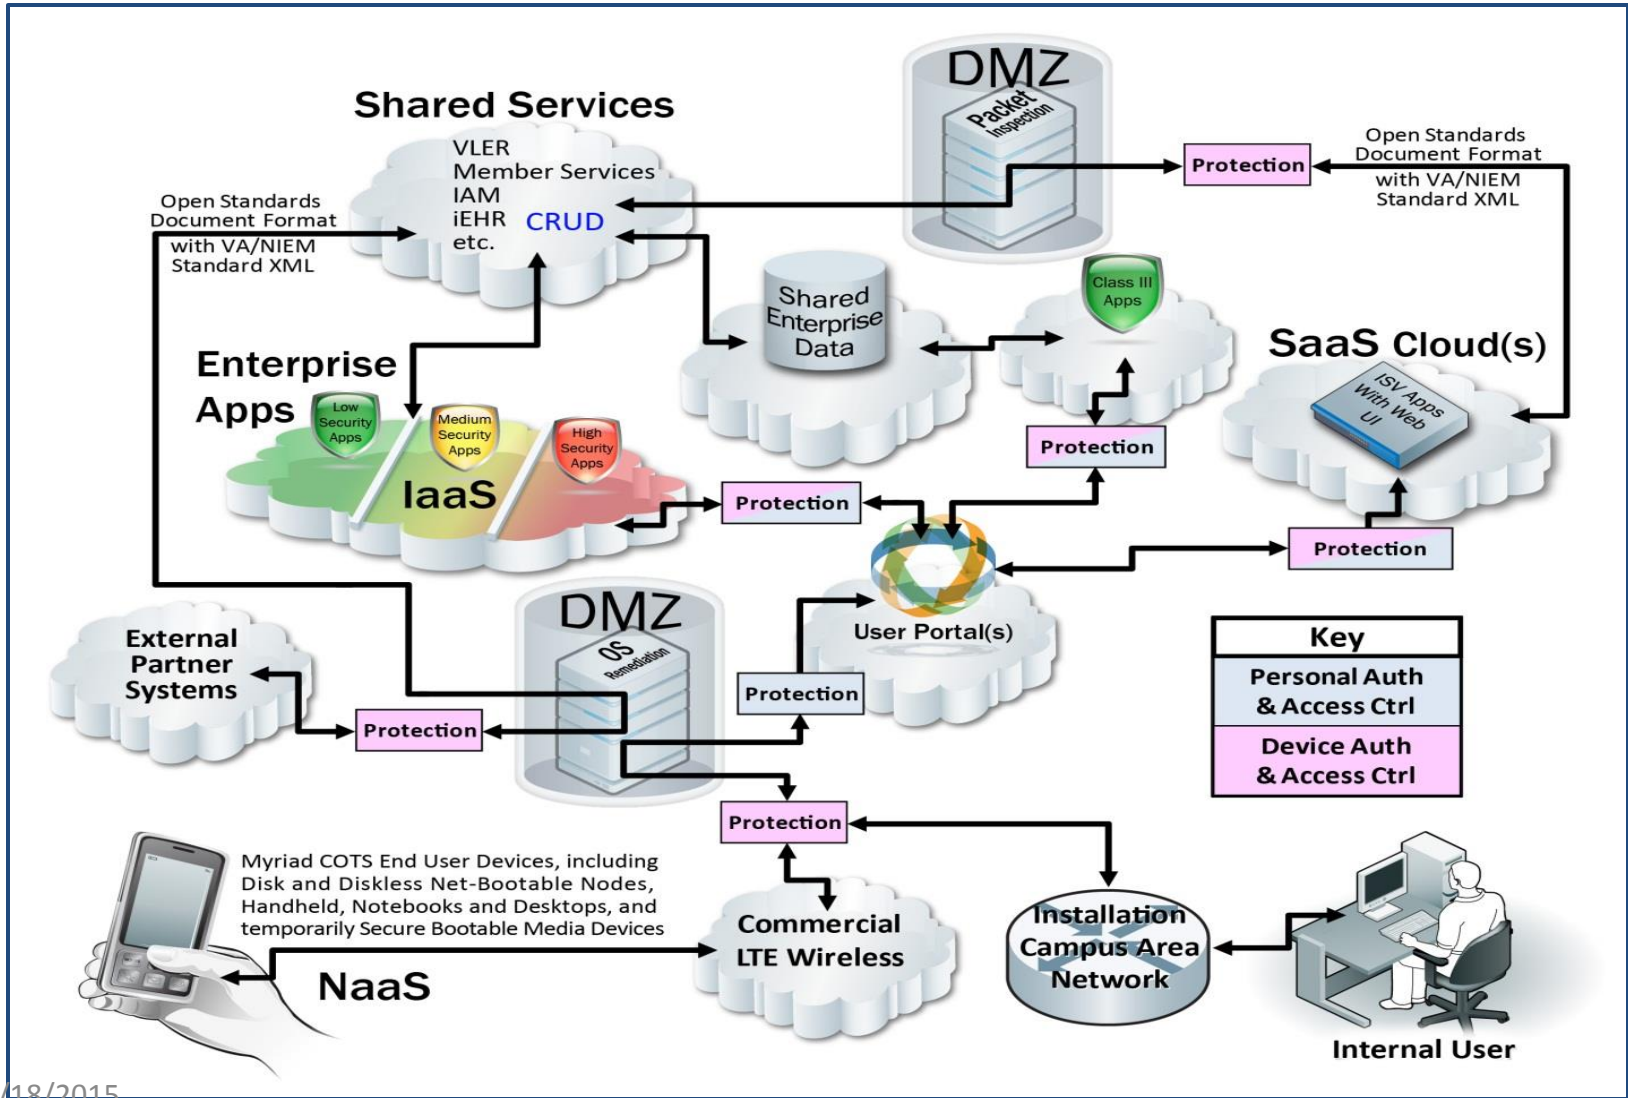 DMZ
Packet
Inspection
Shared Services
VLER
Member Services
IAM
iEHR
etc.
CRUD
Protection
Open Standards
Document Format
with VA/NIEM
Standard XML
Open Standards
Document Format
with VA/NIEM
Standard XML
Shared
Enterprise
Data
Class III
Apps
SaaS Cloud(s)
ISV Apps
With Web
UI
Enterprise
Apps
Low
Security
Apps
Medium
Security
Apps
High
Security
Apps
IaaS
Protection
Protection
Protection
User Portal(s)
DMZ
OS
Remediation
External
Partner
Systems
Protection
Protection
Key
Personal Auth
& Access Ctrl
Device Auth
& Access Ctrl
Protection
Myriad COTS End User Devices, including
Disk and Diskless Net-Bootable Nodes,
Handheld, Notebooks and Desktops, and
temporarily Secure Bootable Media Devices
NaaS
Commercial
LTE Wireless
Installation
Campus Area
Network
Internal User
/18/2015